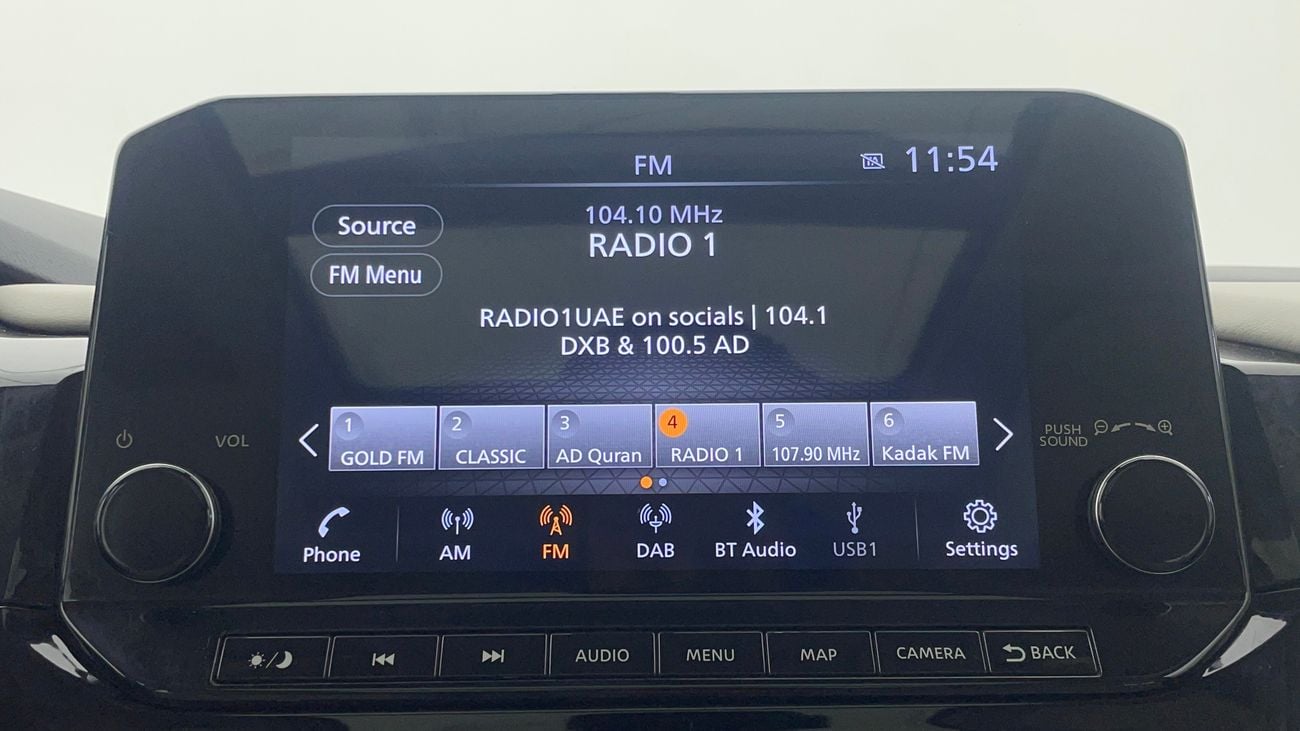 FM
TA
11:54
Source
104.10 MHz
RADIO 1
FM Menu
RADIO1UAE on socials | 104.1
DXB & 100.5 AD
1 GOLD FM
2 CLASSIC
3 AD Quran
4 RADIO 1
5 107.90 MHz
6 Kadak FM
VOL
PUSH
SOUND
Phone
AM
FM
DAB
BT Audio
USB1
Settings
AUDIO
MENU
MAP
CAMERA
BACK